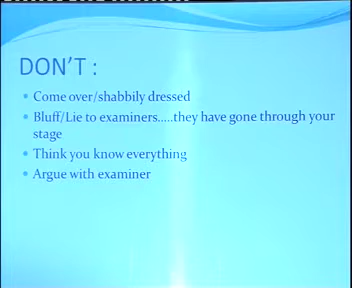 DON'T :
Come over/shabbily dressed
Bluff/Lie to examiners.....they have gone through your
stage
Think you know everything
Argue with examiner